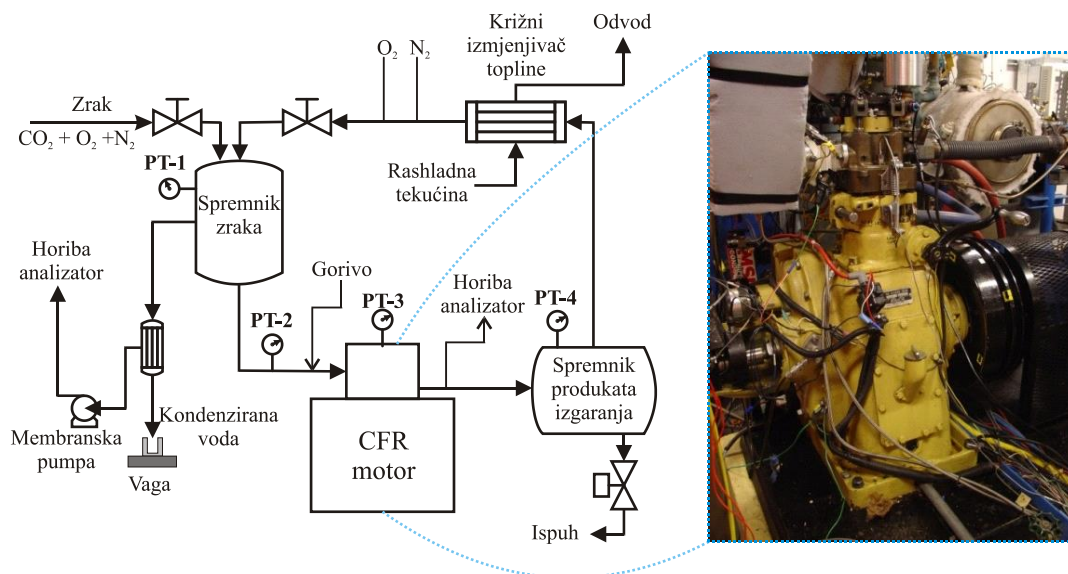 Križni
izmjenjivač
topline
Odvod
O₂
N₂
Zrak
CO₂ + O₂ +N₂
PT-1
Spremnik
zraka
Rashladna
tekućina
Horiba
analizator
Gorivo
PT-2
PT-3
Horiba
analizator
PT-4
Spremnik
produkata
izgaranja
Kondenzirana
voda
Membranska
pumpa
Vaga
CFR
motor
Ispuh